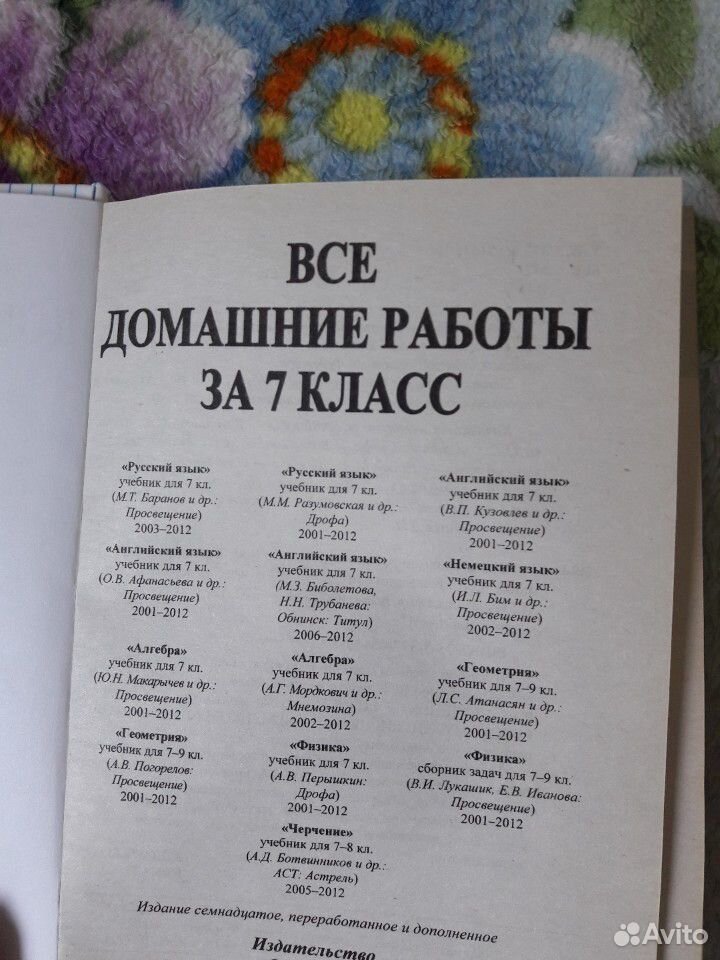 ВСЕ
ДОМАШНИЕ РАБОТЫ
ЗА 7 КЛАСС
«Русский язык»
учебник для 7 кл.
(М.Т. Баранов и др.:
Просвещение)
2003–2012
«Русский язык»
учебник для 7 кл.
(М.М. Разумовская и др.:
Дрофа)
2001–2012
«Английский язык»
учебник для 7 кл.
(В.П. Кузовлев и др.:
Просвещение)
2001–2012
«Английский язык»
учебник для 7 кл.
(О.В. Афанасьева и др.:
Просвещение)
2001–2012
«Английский язык»
учебник для 7 кл.
(М.З. Биболетова,
Н.Н. Трубанева:
Обнинск: Титул)
2006–2012
«Немецкий язык»
учебник для 7 кл.
(И.Л. Бим и др.:
Просвещение)
2002–2012
«Алгебра»
учебник для 7 кл.
(Ю.Н. Макарычев и др.:
Просвещение)
2001–2012
«Алгебра»
учебник для 7 кл.
(А.Г. Мордкович и др.:
Мнемозина)
2002–2012
«Геометрия»
учебник для 7–9 кл.
(Л.С. Атанасян и др.:
Просвещение)
2001–2012
«Геометрия»
учебник для 7–9 кл.
(А.В. Погорелов:
Просвещение)
2001–2012
«Физика»
учебник для 7 кл.
(А.В. Перышкин:
Дрофа)
2001–2012
«Физика»
сборник задач для 7–9 кл.
(В.И. Лукашик, Е.В. Иванова:
Просвещение)
2001–2012
«Черчение»
учебник для 7–8 кл.
(А.Д. Ботвинников и др.:
АСТ: Астрель)
2005–2012
Издание семнадцатое, переработанное и дополненное
Издательство
Avito